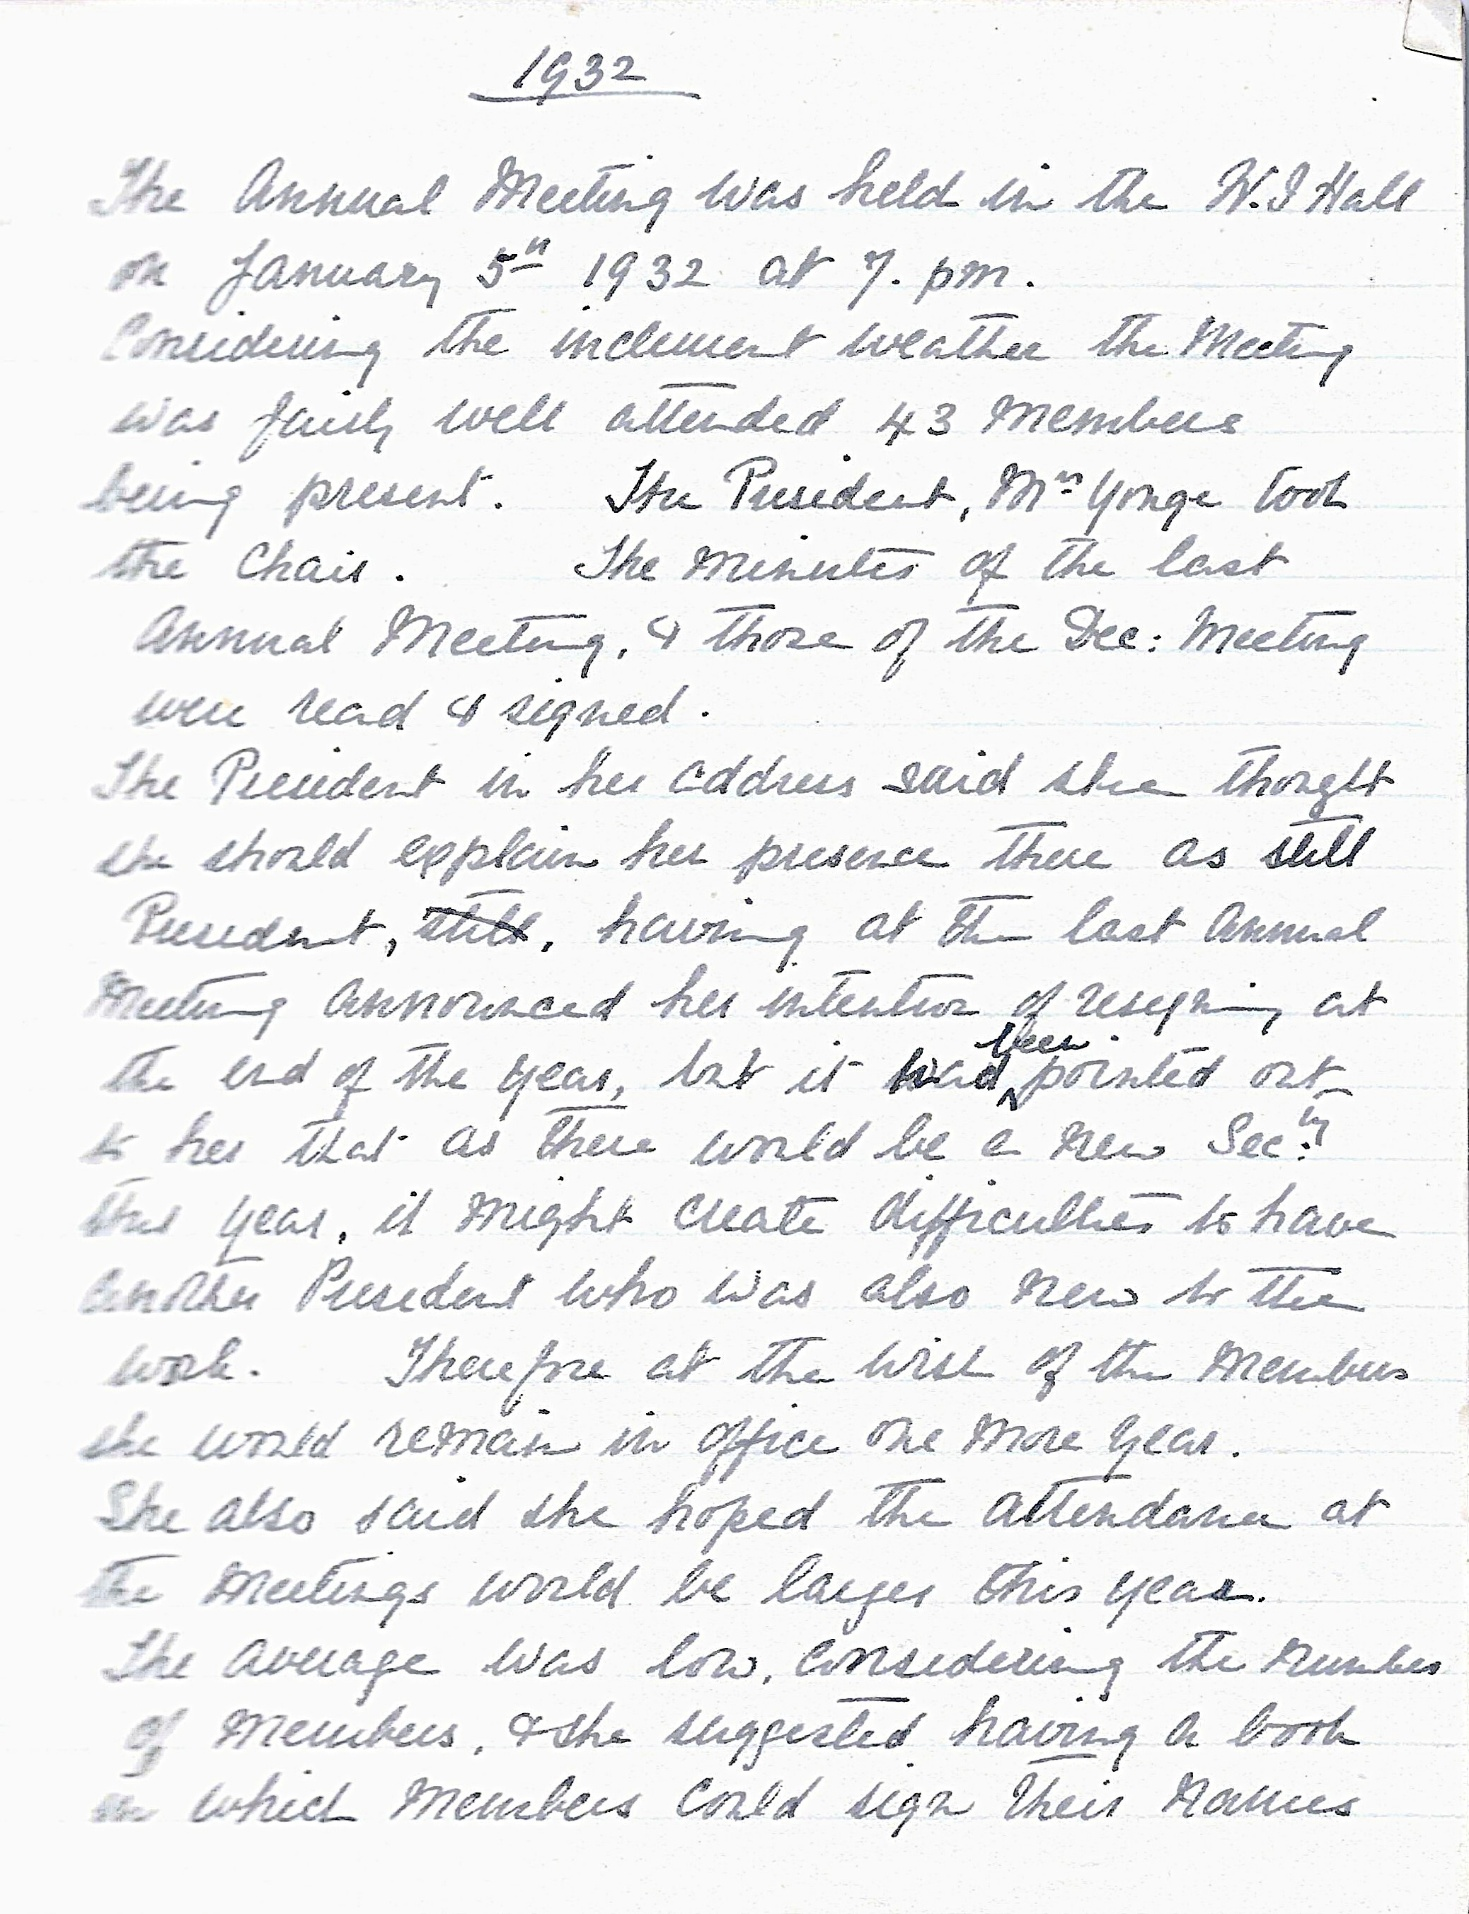 1932
The Annual Meeting was held in the W.I Hall
on January 5th 1932 at 7. pm.
Considering the inclement weather the Meeting
was fairly well attended 43 Members
being present. The President, Mrs Yonge took
the Chair. The Minutes of the last
Annual Meeting, & those of the Dec: Meeting
were read & signed.
The President in her address said she thought
she should explain her presence there as still
President, still, having at the last Annual
Meeting announced her intention of resigning at
the end of the year, but it had been pointed out
to her that as there would be a new Secty:
this year, it might create difficulties to have
another President who was also new to the
work. Therefore at the wish of the Members
she would remain in office one more year.
She also said she hoped the attendance at
the Meetings would be larger this year.
The average was low, considering the number
of Members, & she suggested having a book
in which Members could sign their names